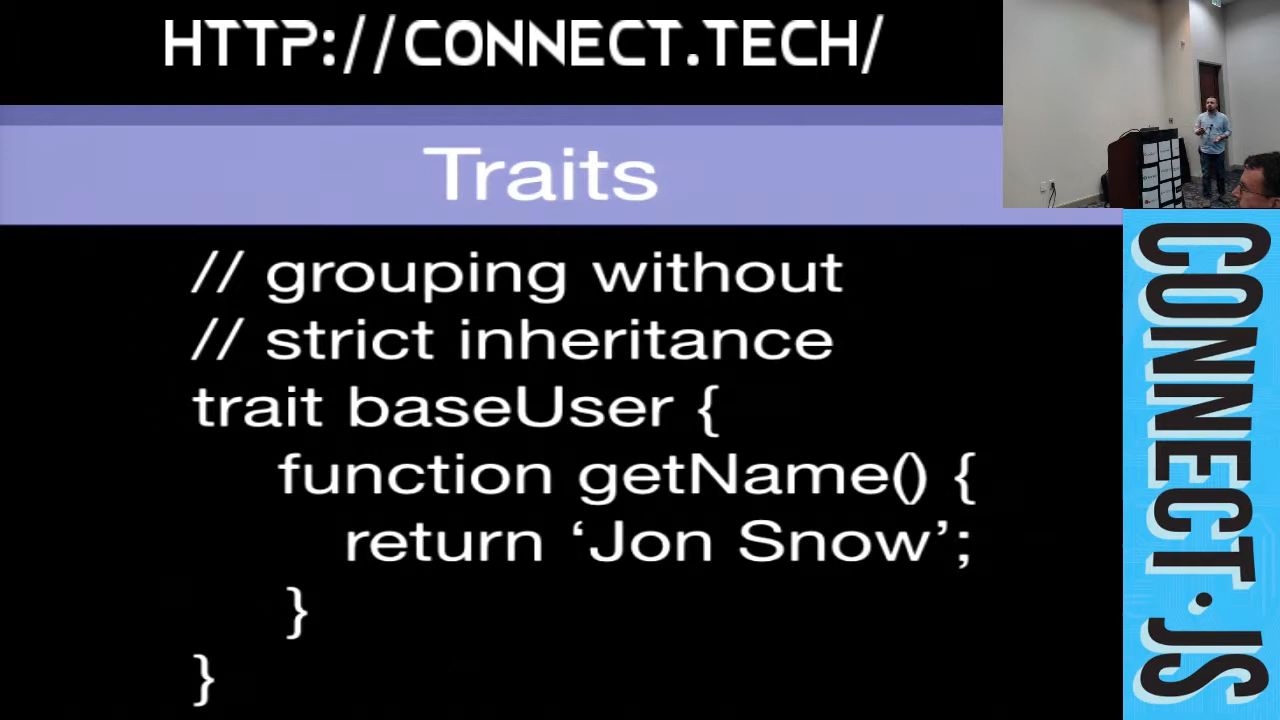 HTTP://CONNECT.TECH/
Traits
// grouping without
// strict inheritance
trait baseUser {
function getName() {
return ‘Jon Snow’;
}
}
CONNECT.JS